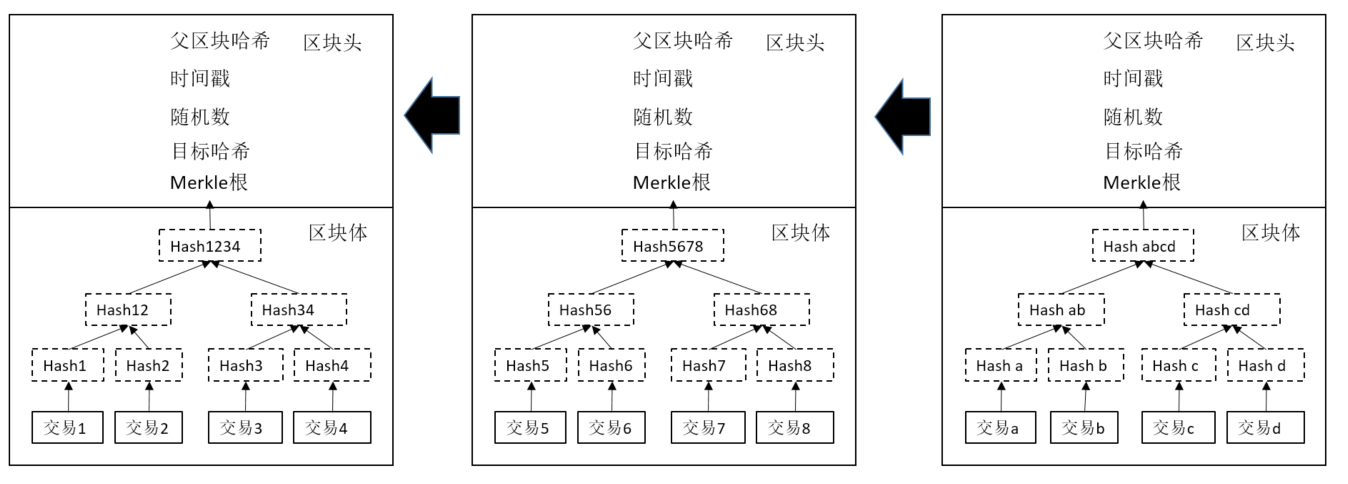 父区块哈希 区块头
时间戳
随机数
目标哈希
Merkle根
区块体
Hash1234
Hash12 Hash34
Hash1 Hash2 Hash3 Hash4
交易1 交易2 交易3 交易4
父区块哈希 区块头
时间戳
随机数
目标哈希
Merkle根
区块体
Hash5678
Hash56 Hash68
Hash5 Hash6 Hash7 Hash8
交易5 交易6 交易7 交易8
父区块哈希 区块头
时间戳
随机数
目标哈希
Merkle根
区块体
Hash abcd
Hash ab Hash cd
Hash a Hash b Hash c Hash d
交易a 交易b 交易c 交易d